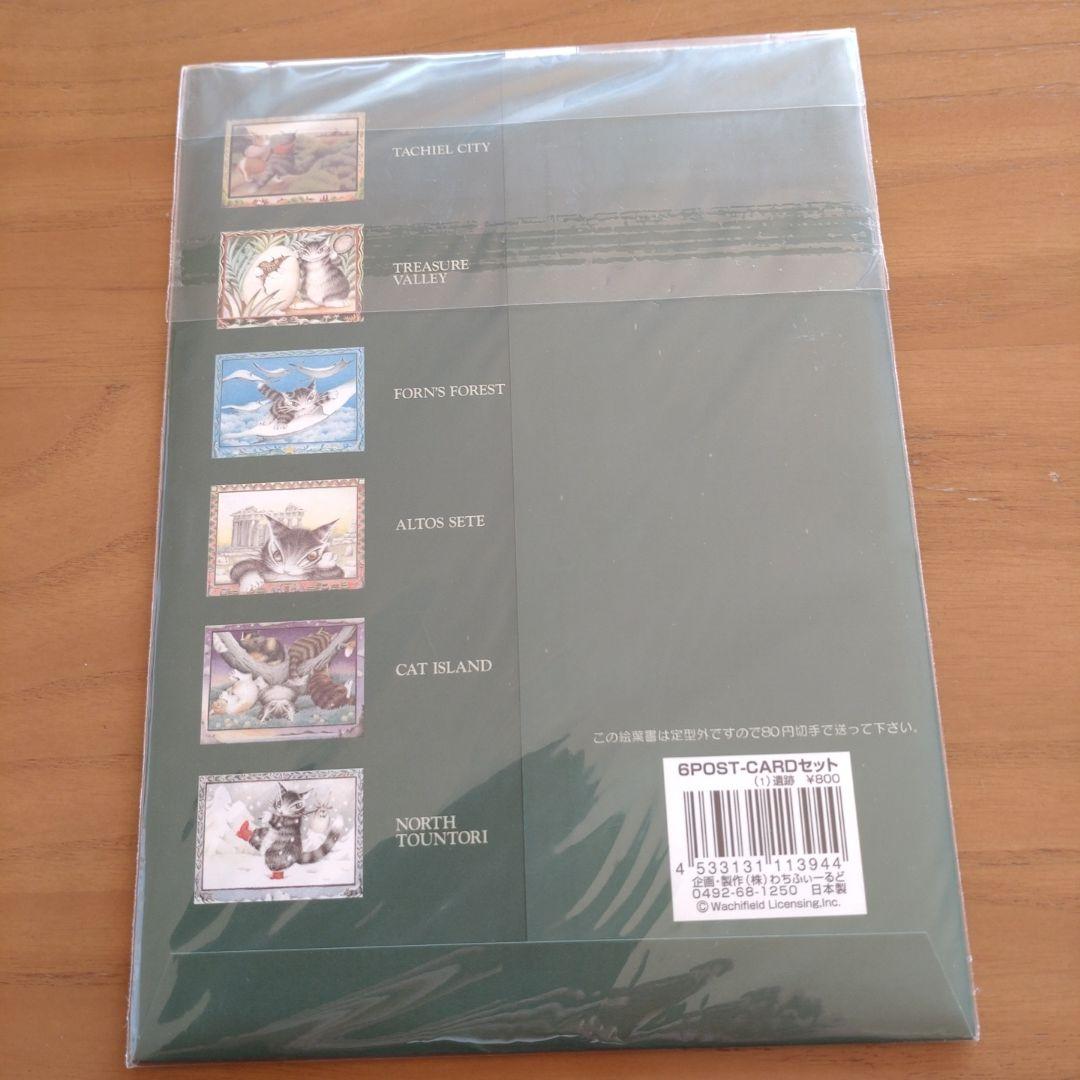 TACHIEL CITY
TREASURE
VALLEY
FORN'S FOREST
ALTOS SETE
CAT ISLAND
NORTH
TOUNTORI
この絵葉書は定型外ですので80円切手で送って下さい。
6POST-CARDセット
(1)遺跡 ¥800
4 533131 113944
企画・製作(株)わちふぃーるど
0492-68-1250 日本製
© Wachifield Licensing,Inc.